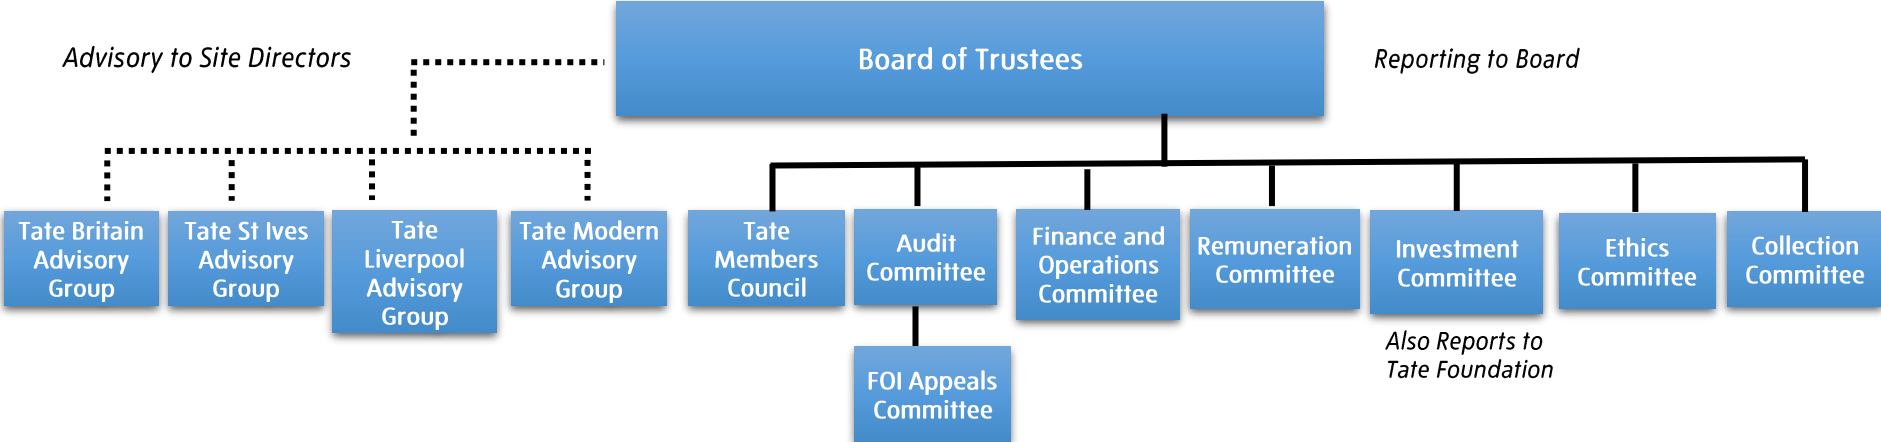 Advisory to Site Directors
Board of Trustees
Reporting to Board
Tate Britain
Advisory
Group
Tate St Ives
Advisory
Group
Tate
Liverpool
Advisory
Group
Tate Modern
Advisory
Group
Tate
Members
Council
Audit
Committee
Finance and
Operations
Committee
Remuneration
Committee
Investment
Committee
Ethics
Committee
Collection
Committee
Also Reports to
Tate Foundation
FOI Appeals
Committee